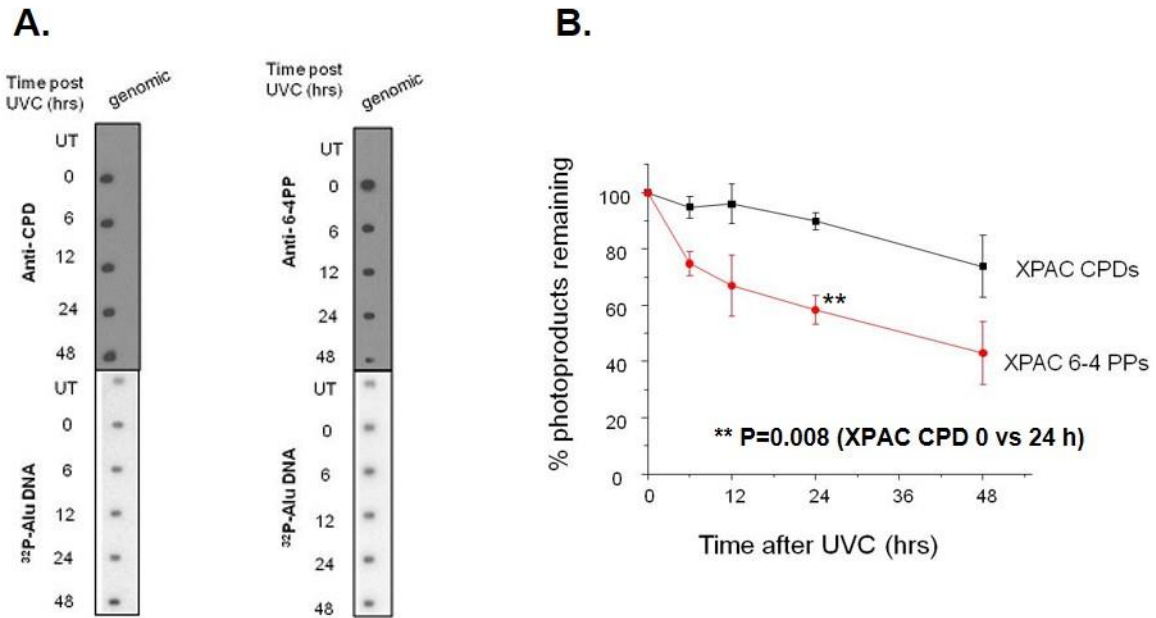 A.
Time post
UVC (hrs)
genomic
UT
0
6
12
24
48
Anti-CPD
UT
0
6
12
24
48
³²P-Alu DNA
Time post
UVC (hrs)
genomic
UT
0
6
12
24
48
Anti-6-4PP
UT
0
6
12
24
48
³²P-Alu DNA
B.
% photoproducts remaining
100
80
60
40
20
0
**
XPAC CPDs
XPAC 6-4 PPs
** P=0.008 (XPAC CPD 0 vs 24 h)
0 12 24 36 48
Time after UVC (hrs)